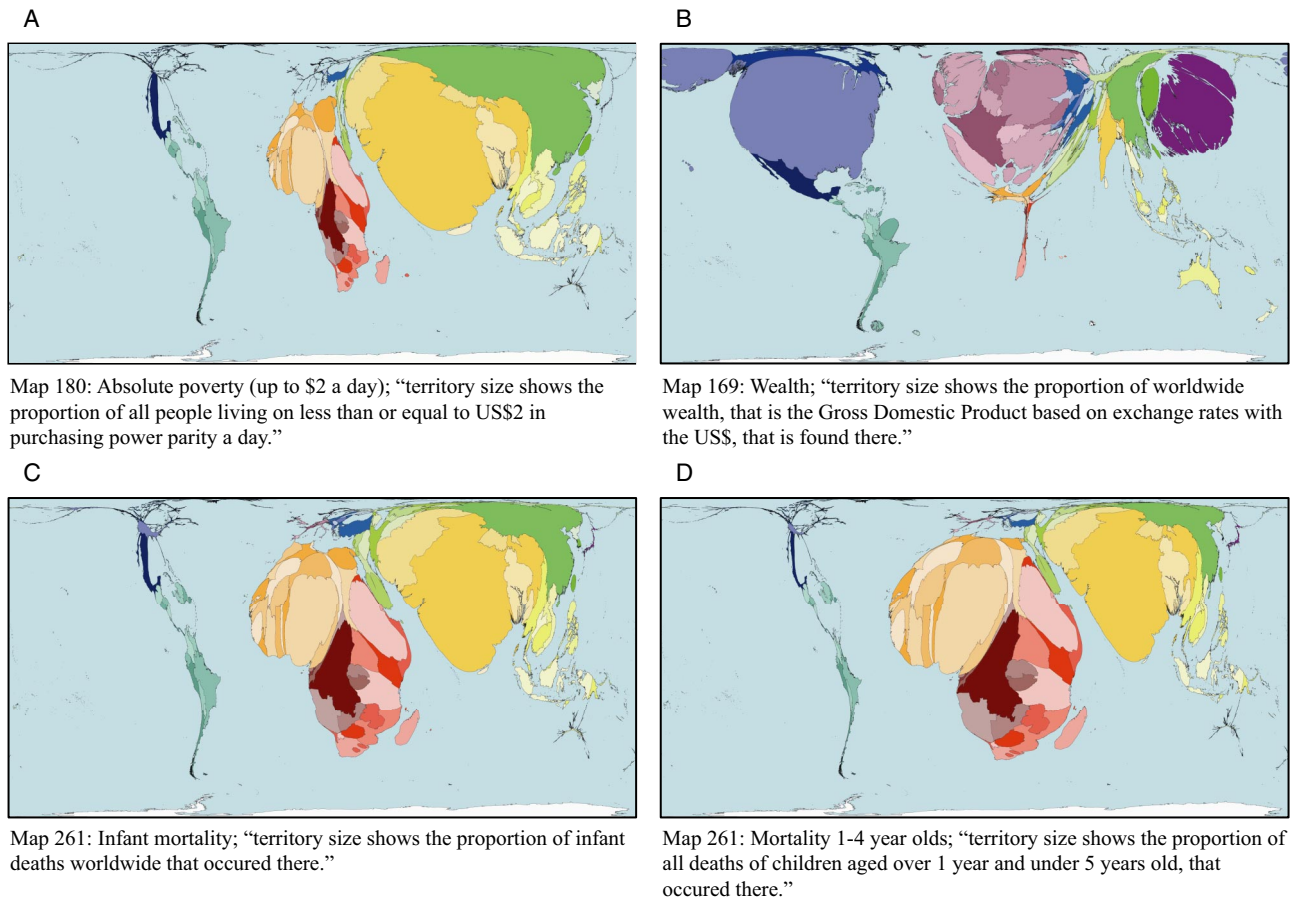 A
B
Map 180: Absolute poverty (up to $2 a day); “territory size shows the
proportion of all people living on less than or equal to US$2 in
purchasing power parity a day.”
Map 169: Wealth; “territory size shows the proportion of worldwide
wealth, that is the Gross Domestic Product based on exchange rates with
the US$, that is found there.”
C
D
Map 261: Infant mortality; “territory size shows the proportion of infant
deaths worldwide that occured there.”
Map 261: Mortality 1-4 year olds; “territory size shows the proportion of
all deaths of children aged over 1 year and under 5 years old, that
occured there.”